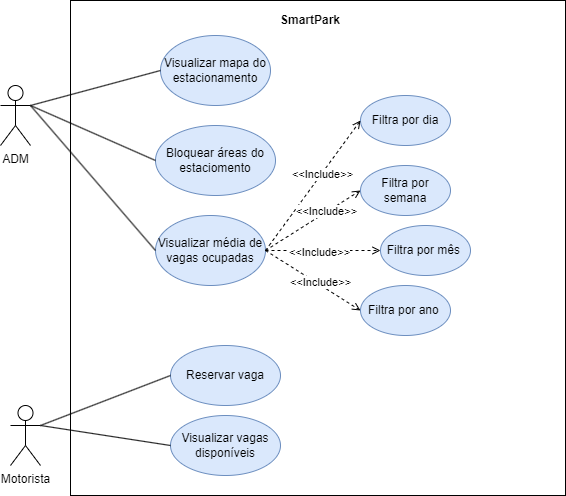 SmartPark
Visualizar mapa do
estacionamento
ADM
Bloquear áreas do
estaciomento
Visualizar média de
vagas ocupadas
Filtra por dia
<<Include>>
Filtra por
semana
<<Include>>
Filtra por mês
<<Include>>
Filtra por ano
<<Include>>
Reservar vaga
Motorista
Visualizar vagas
disponíveis